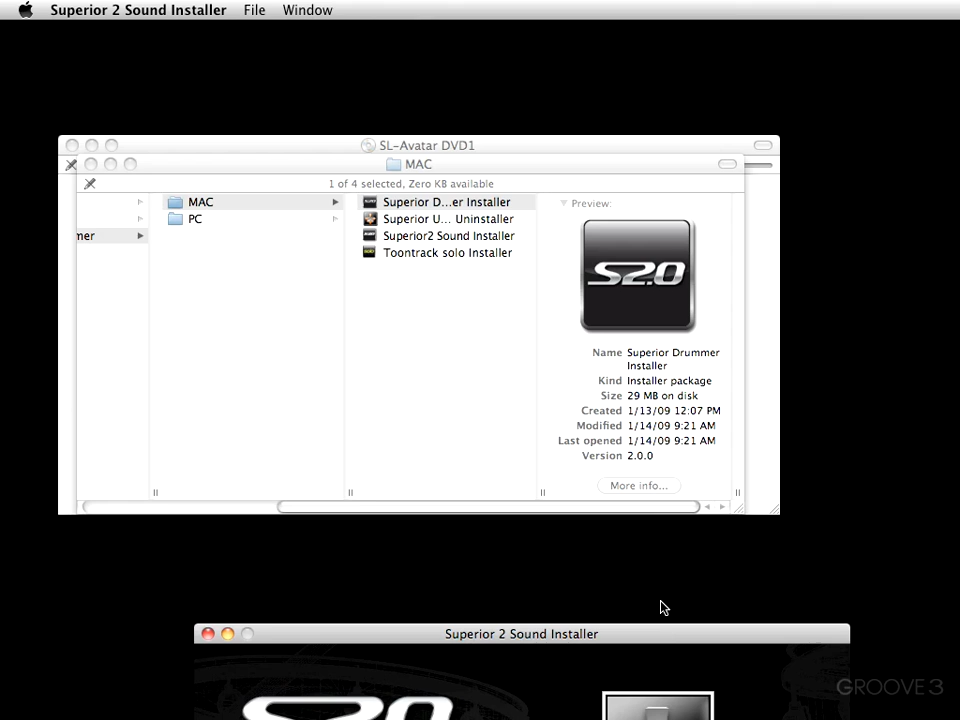 Superior 2 Sound Installer File Window
SL-Avatar DVD1
MAC
1 of 4 selected, Zero KB available
mer
MAC
PC
Superior D...er Installer
Superior U... Uninstaller
Superior2 Sound Installer
Toontrack solo Installer
Preview:
S2.0
Name Superior Drummer
Installer
Kind Installer package
Size 29 MB on disk
Created 1/13/09 12:07 PM
Modified 1/14/09 9:21 AM
Last opened 1/14/09 9:21 AM
Version 2.0.0
More info...
Superior 2 Sound Installer
S2.0
GROOVE3